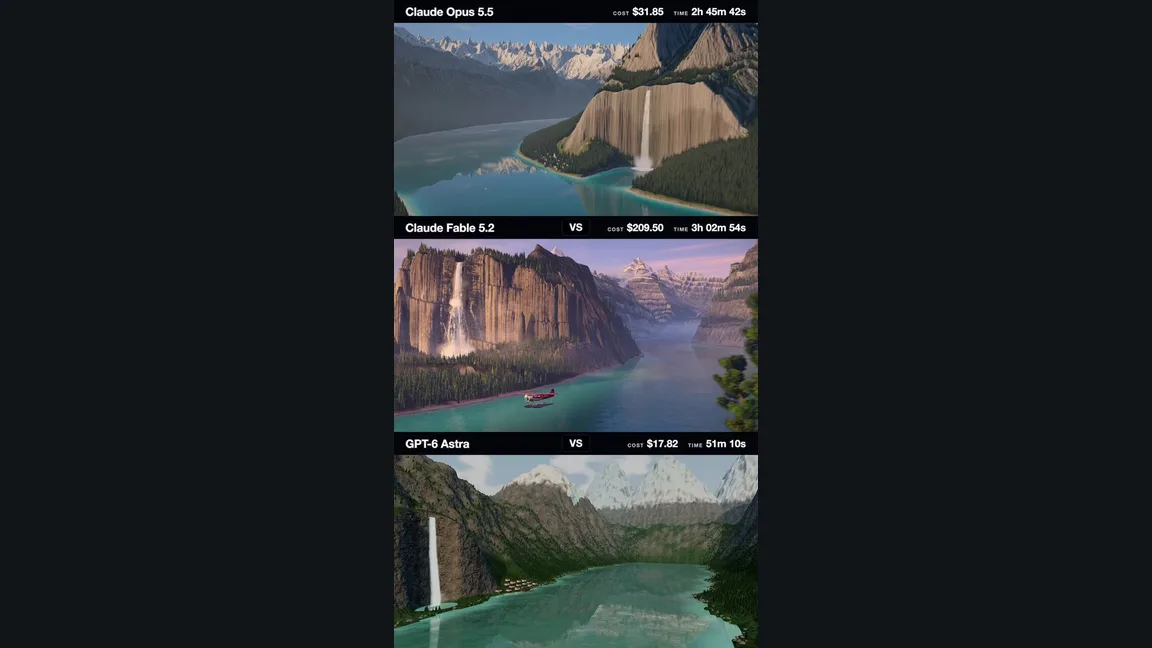 Claude Opus 5.5 COST $31.85 TIME 2h 45m 42s
Claude Fable 5.2 VS COST $209.50 TIME 3h 02m 54s
GPT-6 Astra VS COST $17.82 TIME 51m 10s